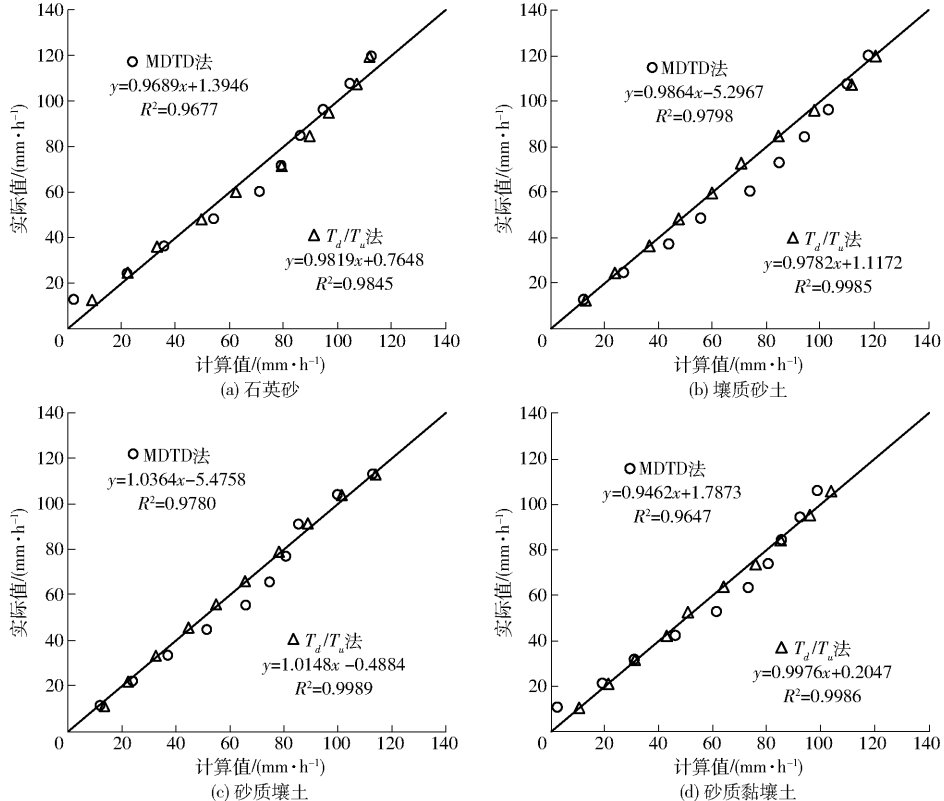 140
120
100
80
60
40
20
0
20
40
60
80
100
120
140
实际值/(mm·h⁻¹)
计算值/(mm·h⁻¹)
MDTD法
y=0.9689x+1.3946
R²=0.9677
T_d/T_u法
y=0.9819x+0.7648
R²=0.9845
(a) 石英砂
140
120
100
80
60
40
20
0
20
40
60
80
100
120
140
实际值/(mm·h⁻¹)
计算值/(mm·h⁻¹)
MDTD法
y=0.9864x−5.2967
R²=0.9798
T_d/T_u法
y=0.9782x+1.1172
R²=0.9985
(b) 壤质砂土
140
120
100
80
60
40
20
0
20
40
60
80
100
120
140
实际值/(mm·h⁻¹)
计算值/(mm·h⁻¹)
MDTD法
y=1.0364x−5.4758
R²=0.9780
T_d/T_u法
y=1.0148x −0.4884
R²=0.9989
(c) 砂质壤土
140
120
100
80
60
40
20
0
20
40
60
80
100
120
140
实际值/(mm·h⁻¹)
计算值/(mm·h⁻¹)
MDTD法
y=0.9462x+1.7873
R²=0.9647
T_d/T_u法
y=0.9976x+0.2047
R²=0.9986
(d) 砂质黏壤土